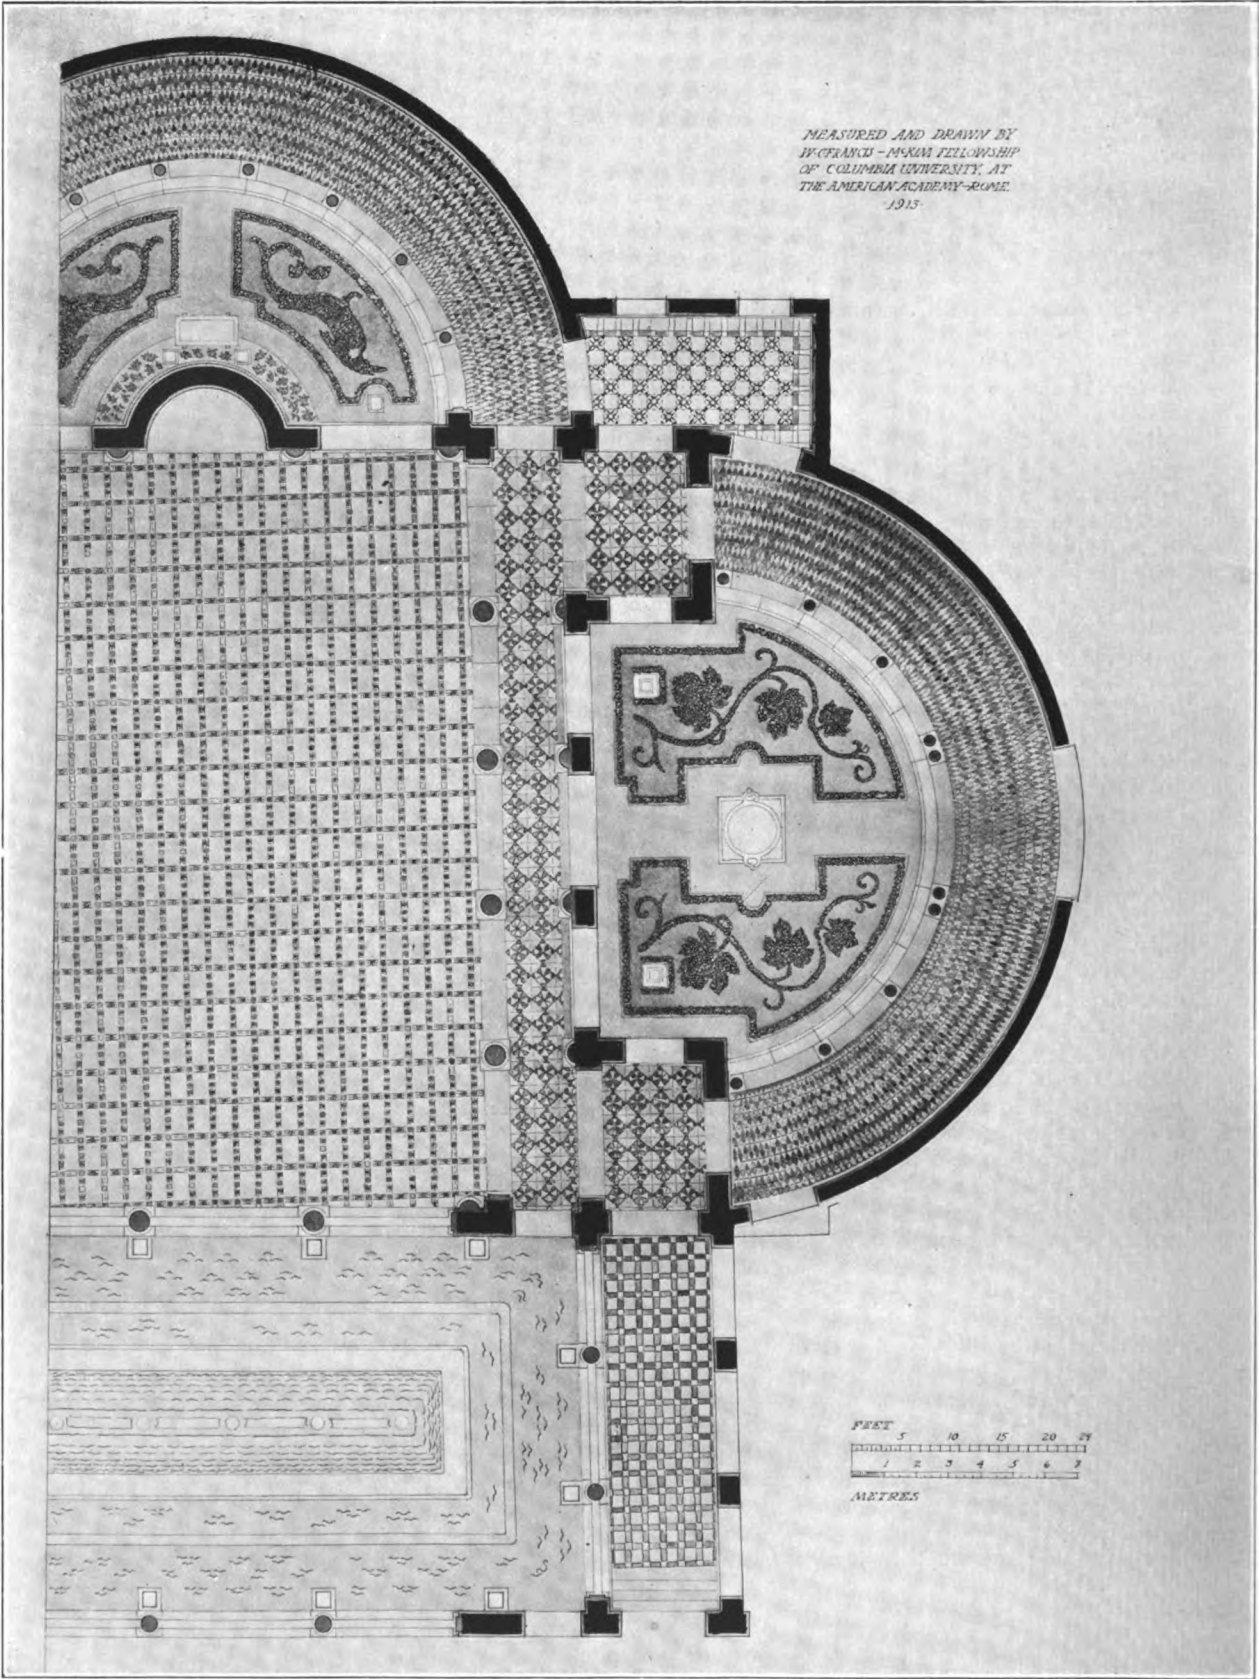 MEASURED AND DRAWN BY
W·C·FRANCIS – McKIM FELLOWSHIP
OF COLUMBIA UNIVERSITY, AT
THE AMERICAN ACADEMY–ROME.
·1913·
FEET
5 10 15 20 25
1 2 3 4 5 6 7
METRES